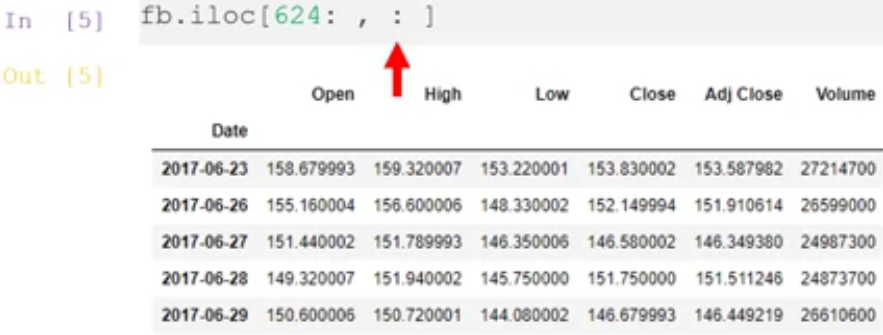 In [5] fb.iloc[624: , : ]
Out [5]
Open High Low Close Adj Close Volume
Date
2017-06-23 158.679993 159.320007 153.220001 153.830002 153.587982 27214700
2017-06-26 155.160004 156.600006 148.330002 152.149994 151.910614 26599000
2017-06-27 151.440002 151.789993 146.350006 146.580002 146.349380 24987300
2017-06-28 149.320007 151.940002 145.750000 151.750000 151.511246 24873700
2017-06-29 150.600006 150.720001 144.080002 146.679993 146.449219 26610600